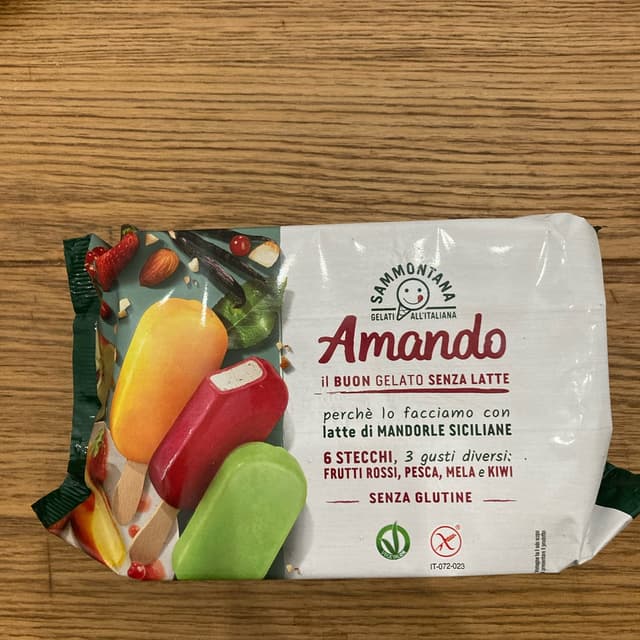 SAMMONTANA
GELATI ALL'ITALIANA
Amando
il BUON GELATO SENZA LATTE
perchè lo facciamo con
latte di MANDORLE SICILIANE
6 STECCHI, 3 gusti diversi:
FRUTTI ROSSI, PESCA, MELA e KIWI
SENZA GLUTINE
IT-072-023